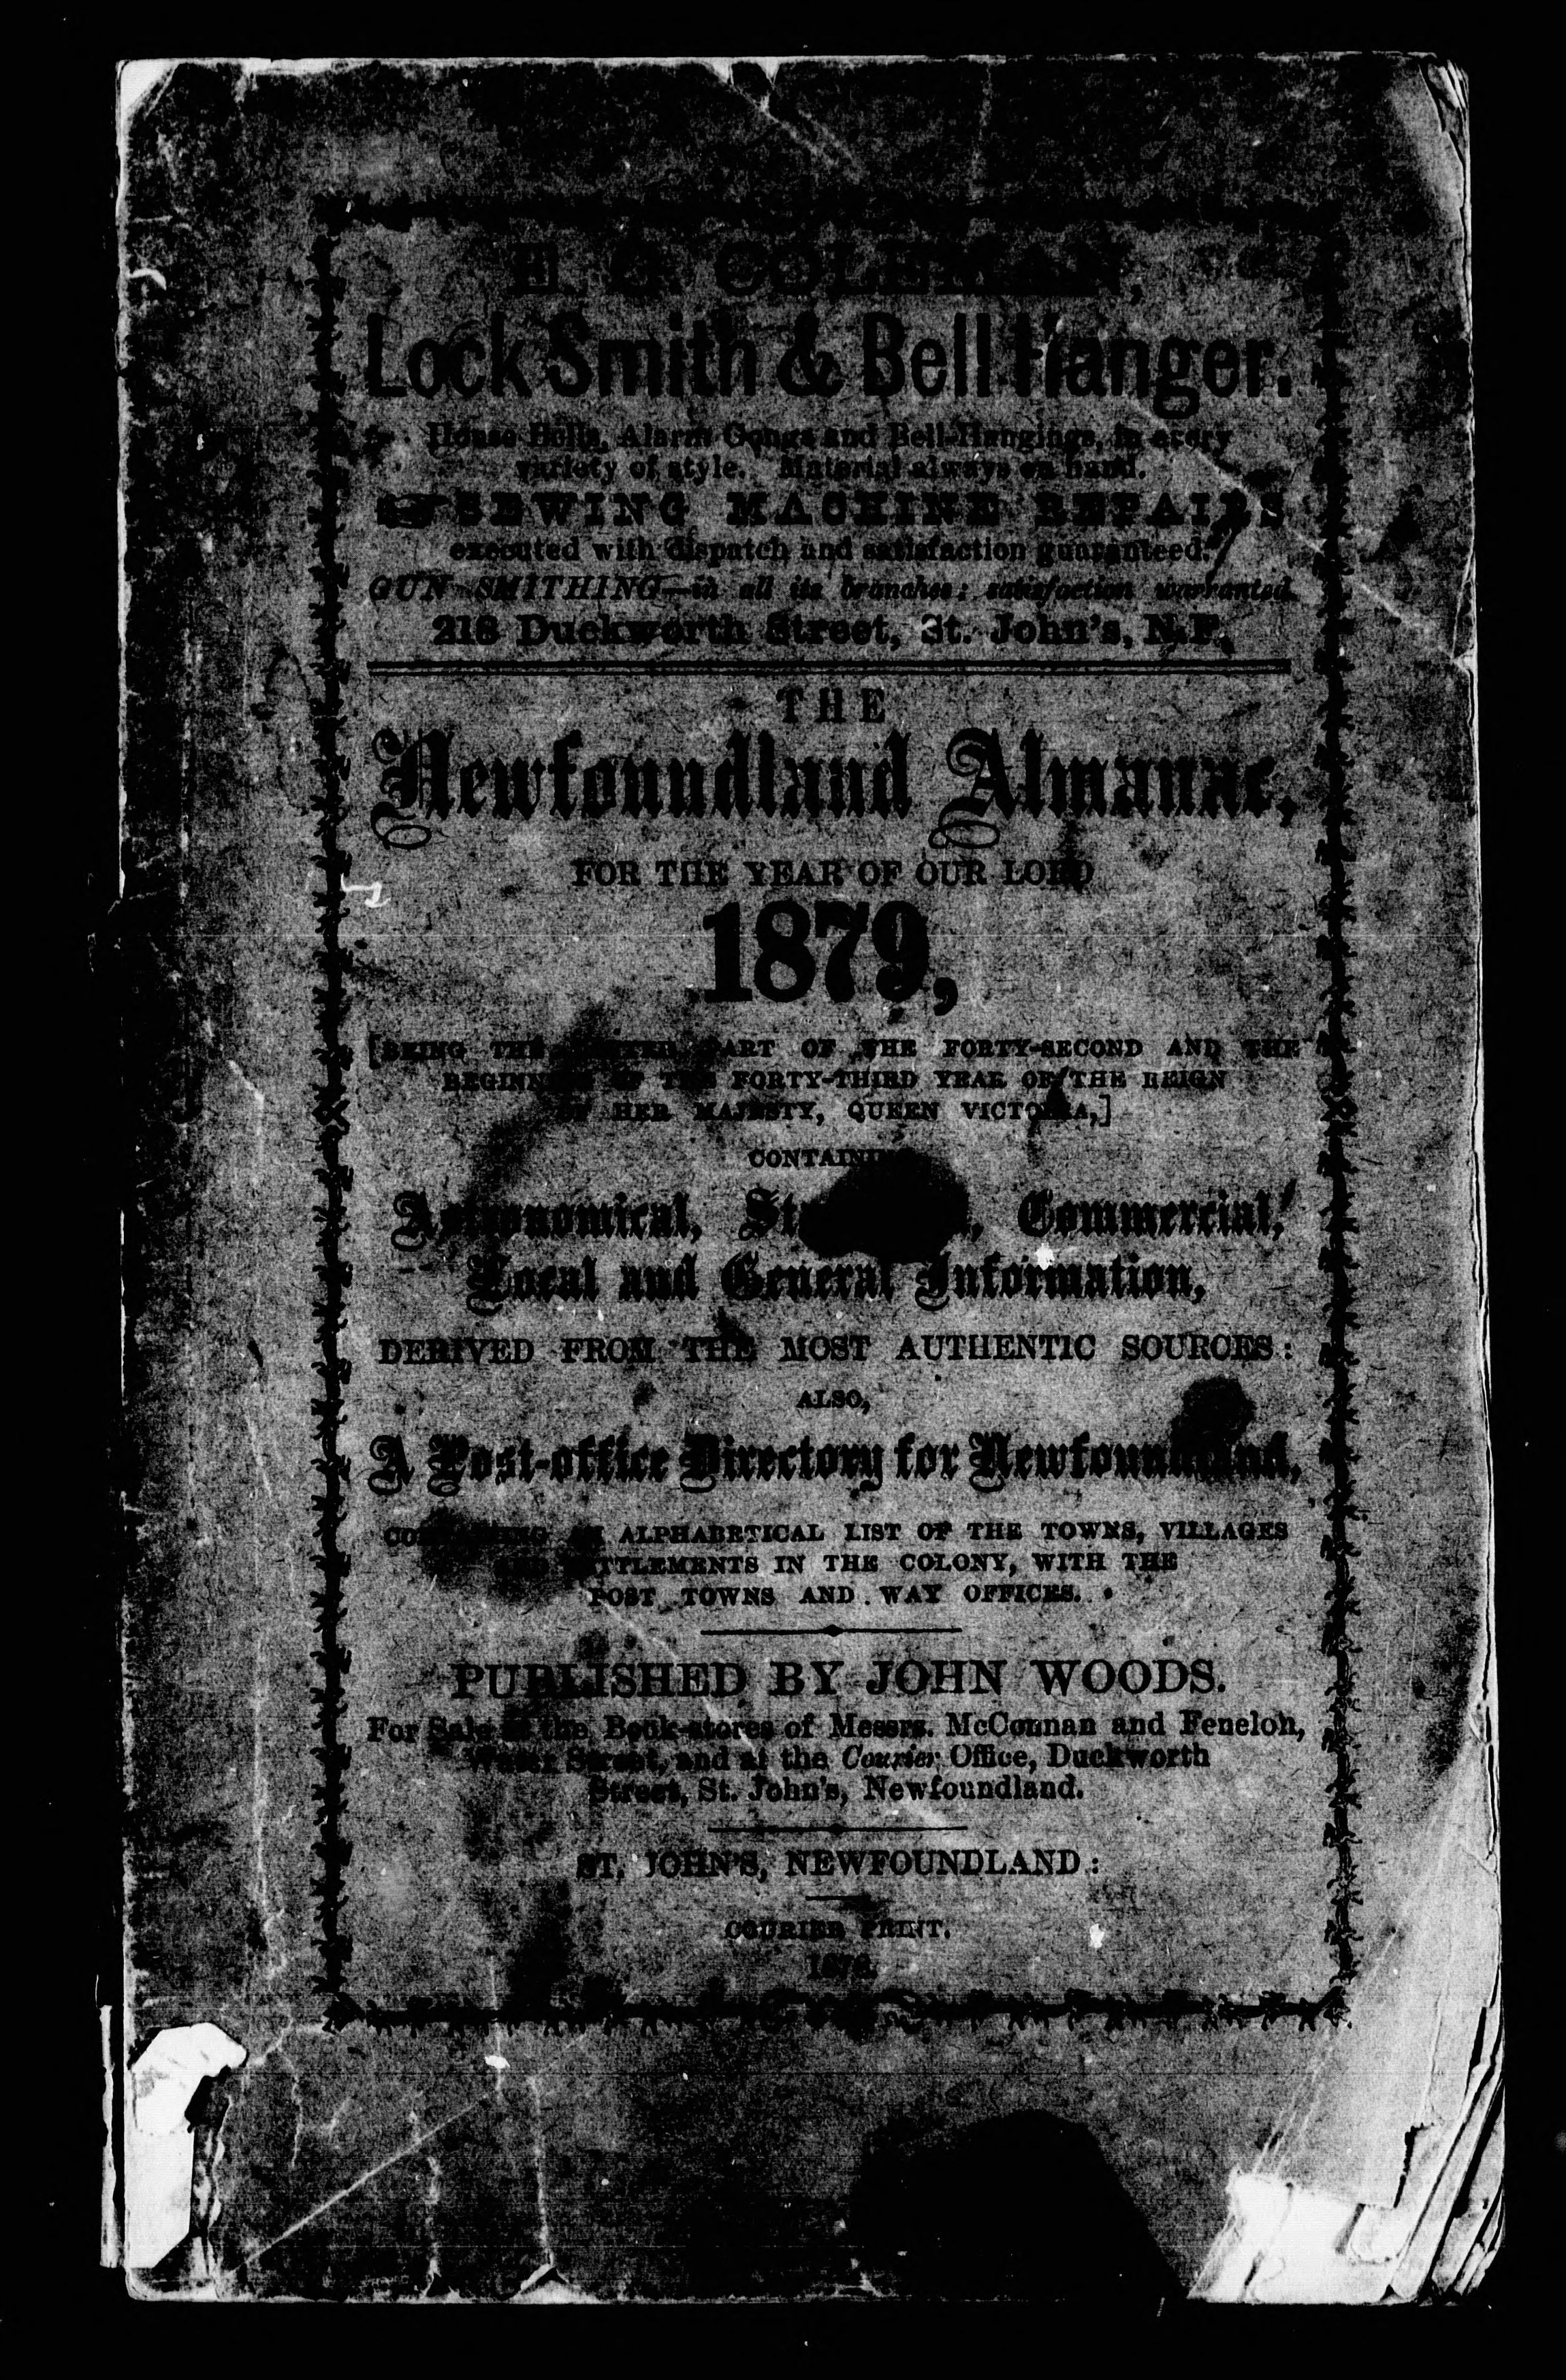 H. G. COLEMAN,
Lock Smith & Bell Hanger.
House Bells, Alarm Gongs and Bell-Hangings, in every
variety of style. Material always on hand.
SEWING MACHINE REPAIRS
executed with dispatch and satisfaction guaranteed.
GUN SMITHING—in all its branches; satisfaction warranted.
218 Duckworth Street, St. John's, N.F.
THE
Newfoundland Almanac,
FOR THE YEAR OF OUR LORD
1879,
[BEING THE LATTER PART OF THE FORTY-SECOND AND THE
BEGINNING OF THE FORTY-THIRD YEAR OF THE REIGN
OF HER MAJESTY, QUEEN VICTORIA,]
CONTAINING
Astronomical, Commercial,
Local and General Information,
DERIVED FROM THE MOST AUTHENTIC SOURCES:
ALSO,
A Post-office Directory for Newfoundland,
CONTAINING AN ALPHABETICAL LIST OF THE TOWNS, VILLAGES
AND SETTLEMENTS IN THE COLONY, WITH THE
POST TOWNS AND WAY OFFICES.
PUBLISHED BY JOHN WOODS.
For Sale at the Book-stores of Messrs. McConnan and Fenelon,
Water Street, and at the Courier Office, Duckworth
Street, St. John's, Newfoundland.
ST. JOHN'S, NEWFOUNDLAND:
COURIER PRINT.
1878.